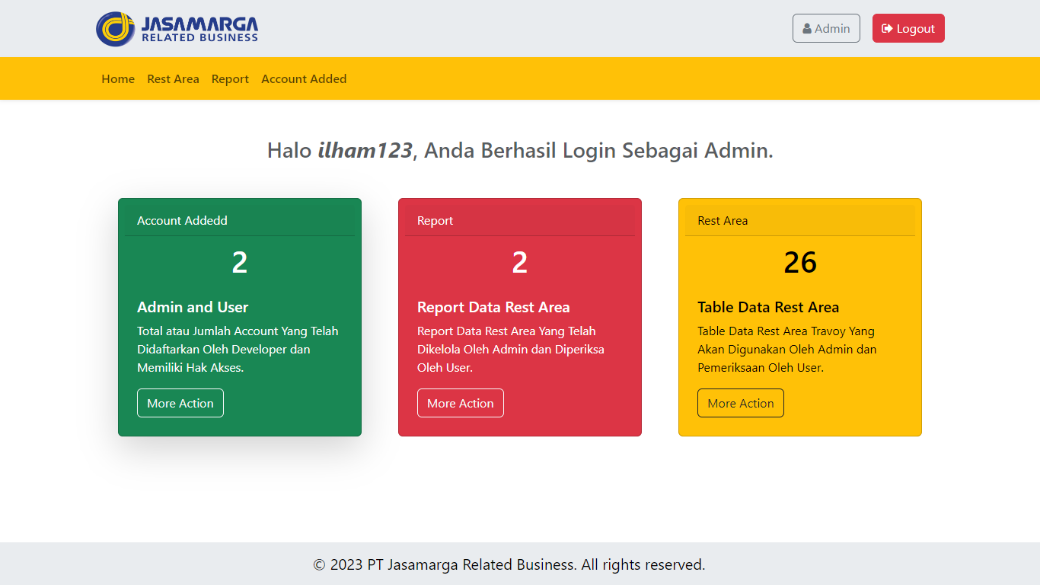 JASAMARGA
RELATED BUSINESS
Admin
Logout
Home Rest Area Report Account Added
Halo ilham123, Anda Berhasil Login Sebagai Admin.
Account Addedd
2
Admin and User
Total atau Jumlah Account Yang Telah
Didaftarkan Oleh Developer dan
Memiliki Hak Akses.
More Action
Report
2
Report Data Rest Area
Report Data Rest Area Yang Telah
Dikelola Oleh Admin dan Diperiksa
Oleh User.
More Action
Rest Area
26
Table Data Rest Area
Table Data Rest Area Travoy Yang
Akan Digunakan Oleh Admin dan
Pemeriksaan Oleh User.
More Action
© 2023 PT Jasamarga Related Business. All rights reserved.